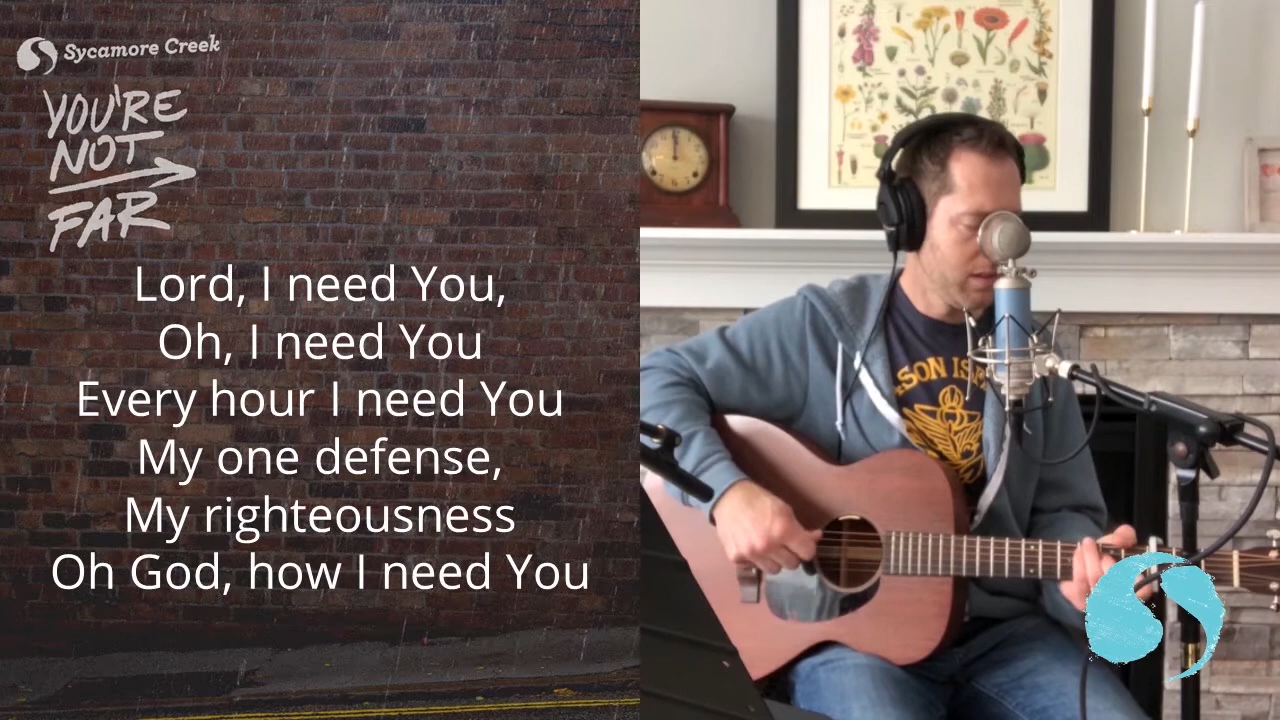 Sycamore Creek
YOU'RE
NOT
FAR
Lord, I need You,
Oh, I need You
Every hour I need You
My one defense,
My righteousness
Oh God, how I need You